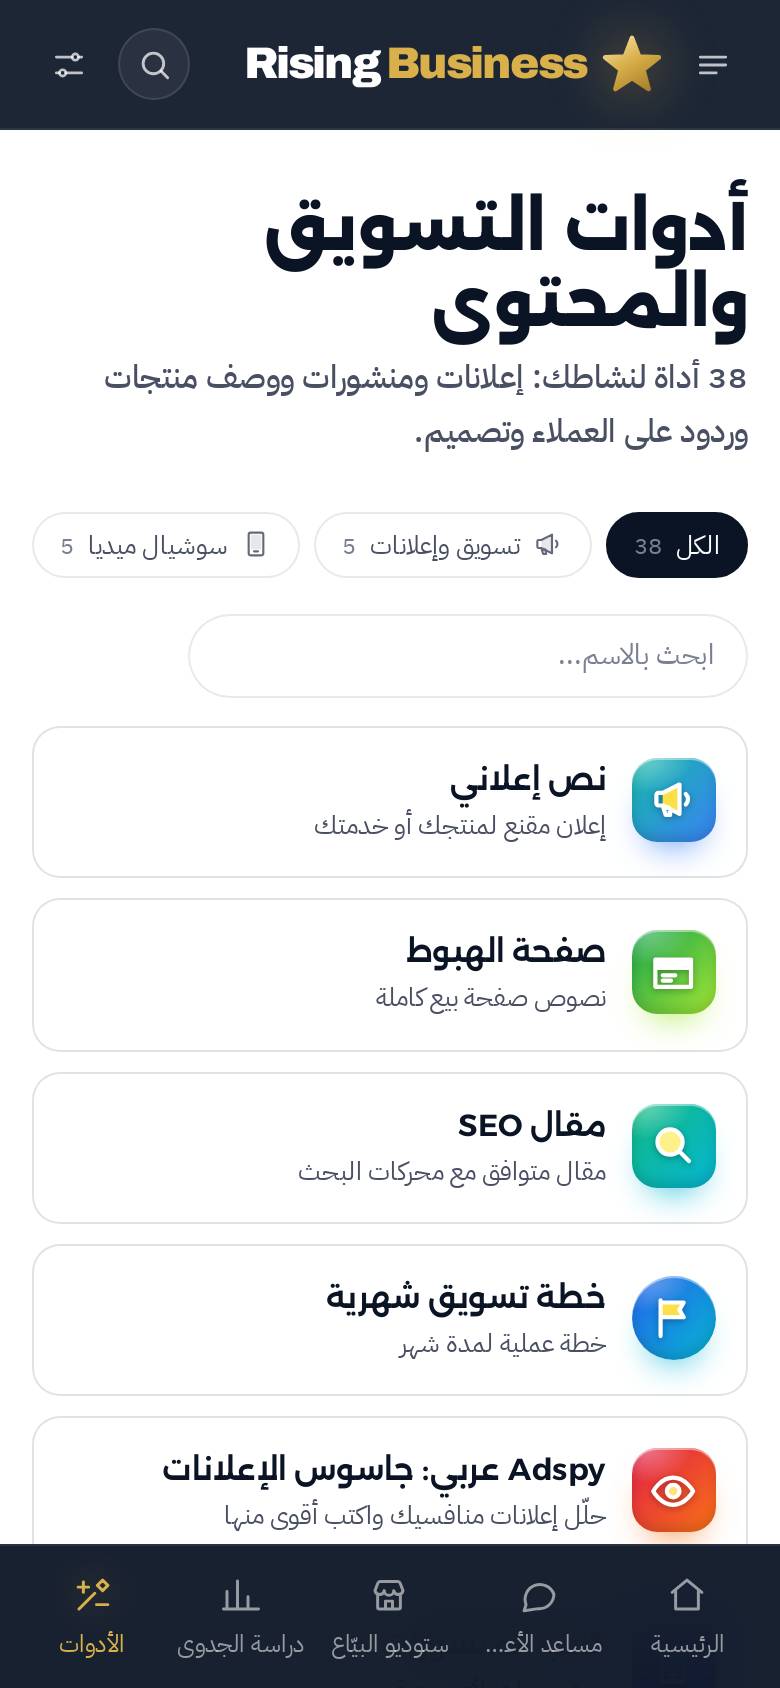 Rising Business
أدوات التسويق
والمحتوى
38 أداة لنشاطك: إعلانات ومنشورات ووصف منتجات
وردود على العملاء وتصميم.
الكل 38
تسويق وإعلانات 5
سوشيال ميديا 5
ابحث بالاسم...
نص إعلاني
إعلان مقنع لمنتجك أو خدمتك
صفحة الهبوط
نصوص صفحة بيع كاملة
مقال SEO
مقال متوافق مع محركات البحث
خطة تسويق شهرية
خطة عملية لمدة شهر
Adspy عربي: جاسوس الإعلانات
حلّل إعلانات منافسيك واكتب أقوى منها
الرئيسية
مساعد الأع...
ستوديو البيّاع
دراسة الجدوى
الأدوات